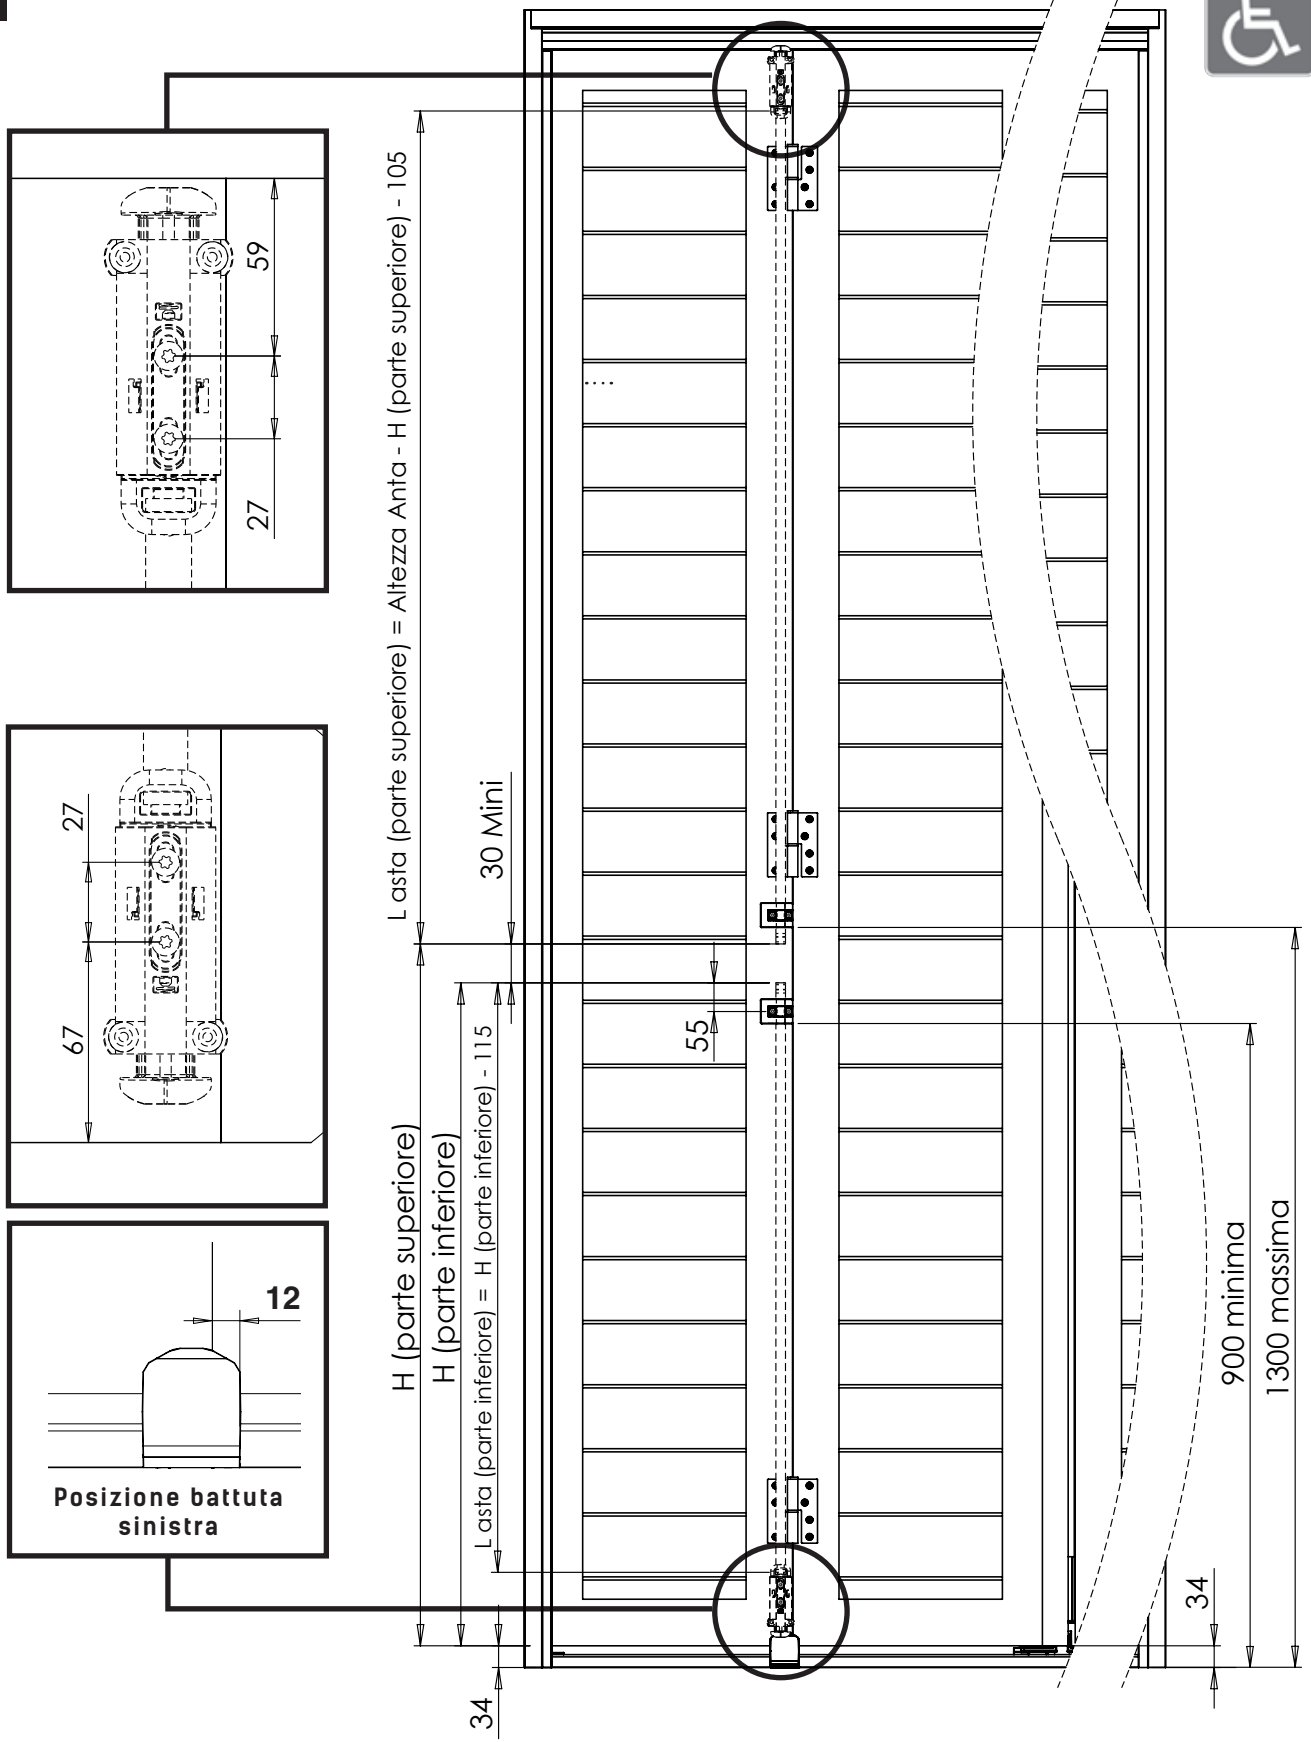 59
27
L asta (parte superiore) = Altezza Anta - H (parte superiore) - 105
30 Mini
27
67
55
H (parte superiore)
H (parte inferiore)
L asta (parte inferiore) = H (parte inferiore) - 115
900 minima
1300 massima
12
Posizione battuta
sinistra
34
34